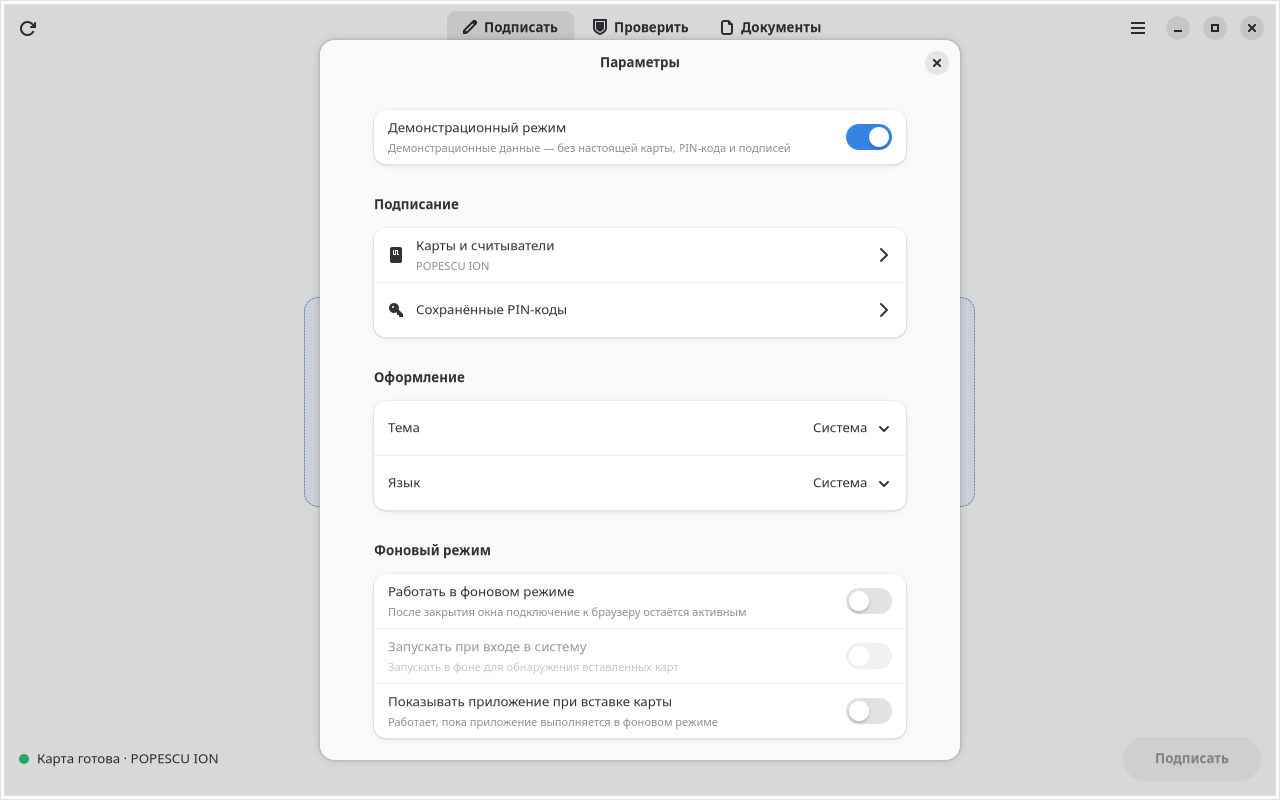 Подписать
Проверить
Документы
Параметры
Демонстрационный режим
Демонстрационные данные — без настоящей карты, PIN-кода и подписей
Подписание
Карты и считыватели
POPESCU ION
Сохранённые PIN-коды
Оформление
Тема
Система
Язык
Система
Фоновый режим
Работать в фоновом режиме
После закрытия окна подключение к браузеру остаётся активным
Запускать при входе в систему
Запускать в фоне для обнаружения вставленных карт
Показывать приложение при вставке карты
Работает, пока приложение выполняется в фоновом режиме
Карта готова · POPESCU ION
Подписать